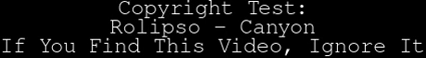 Copyright Test:
Rolipso - Canyon
If You Find This Video, Ignore It